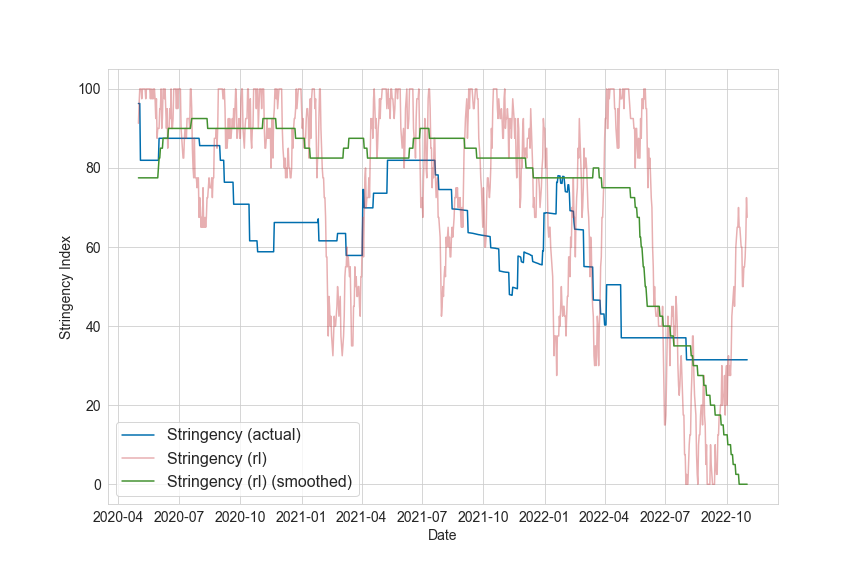 100
80
60
40
20
0
Stringency Index
Stringency (actual)
Stringency (rl)
Stringency (rl) (smoothed)
2020-04 2020-07 2020-10 2021-01 2021-04 2021-07 2021-10 2022-01 2022-04 2022-07 2022-10
Date